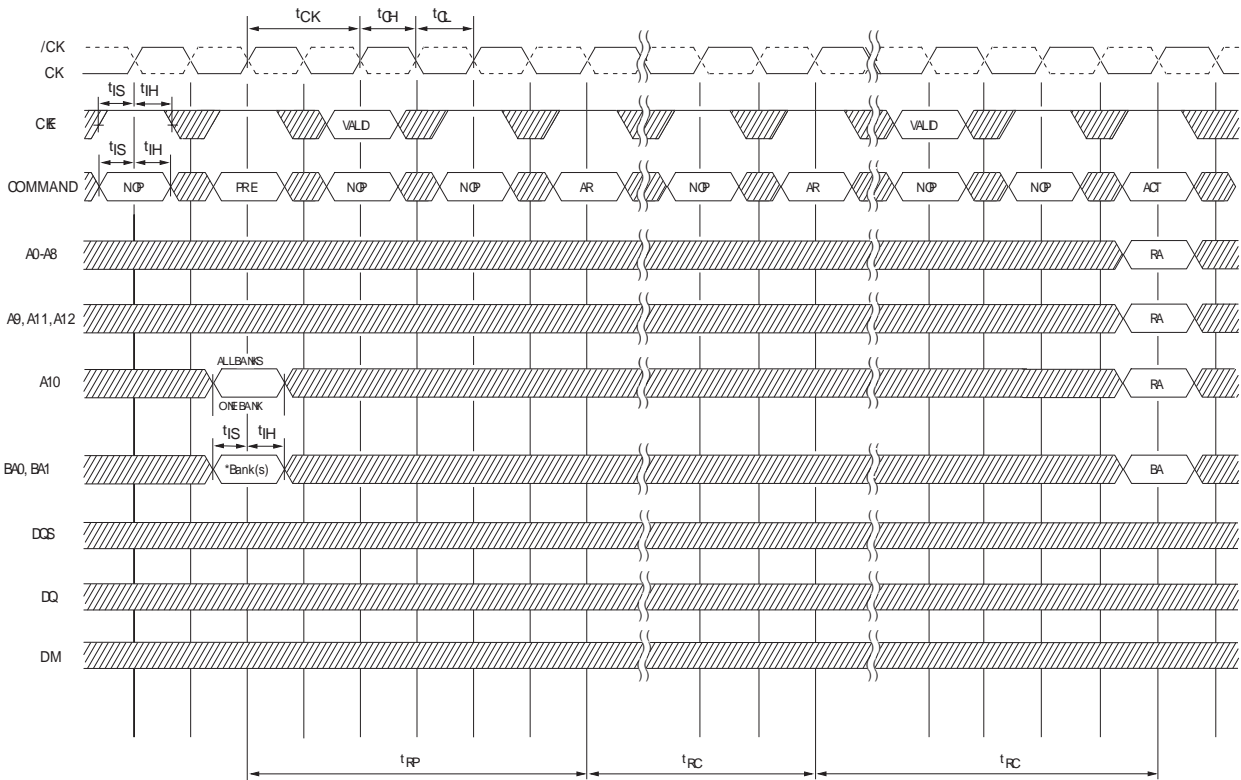 tCK tCH tCL
/CK
CK
tIS tIH
CKE VALID VALID
tIS tIH
COMMAND NOP PRE NOP NOP AR NOP AR NOP NOP ACT
A0-A8 RA
A9, A11, A12 RA
ALL BANKS
A10 RA
ONE BANK
tIS tIH
BA0, BA1 *Bank(s) BA
DQS
DQ
DM
tRP tRC tRC